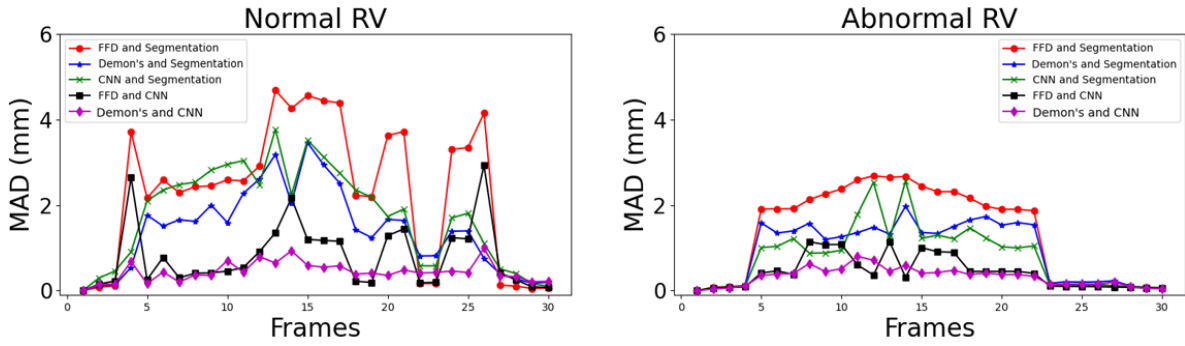 Normal RV
6
4
2
0
MAD (mm)
FFD and Segmentation
Demon's and Segmentation
CNN and Segmentation
FFD and CNN
Demon's and CNN
0 5 10 15 20 25 30
Frames
Abnormal RV
6
4
2
0
MAD (mm)
FFD and Segmentation
Demon's and Segmentation
CNN and Segmentation
FFD and CNN
Demon's and CNN
0 5 10 15 20 25 30
Frames